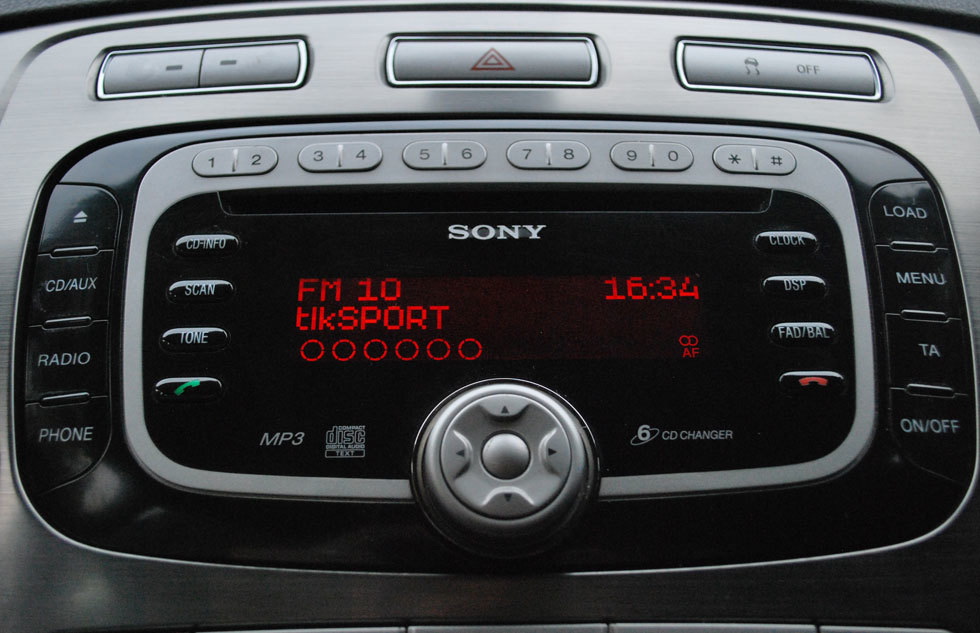 OFF
1 2 3 4 5 6 7 8 9 0 * #
SONY
CD-INFO
SCAN
TONE
CLOCK
DSP
FAD/BAL
CD/AUX
RADIO
PHONE
LOAD
MENU
TA
ON/OFF
FM 10 16:34
tlkSPORT
AF
MP3
COMPACT
disc
DIGITAL AUDIO
TEXT
6 CD CHANGER